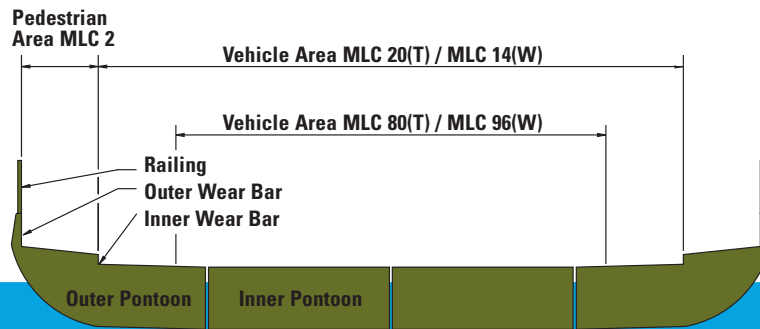 Pedestrian
Area MLC 2
Vehicle Area MLC 20(T) / MLC 14(W)
Vehicle Area MLC 80(T) / MLC 96(W)
Railing
Outer Wear Bar
Inner Wear Bar
Outer Pontoon
Inner Pontoon